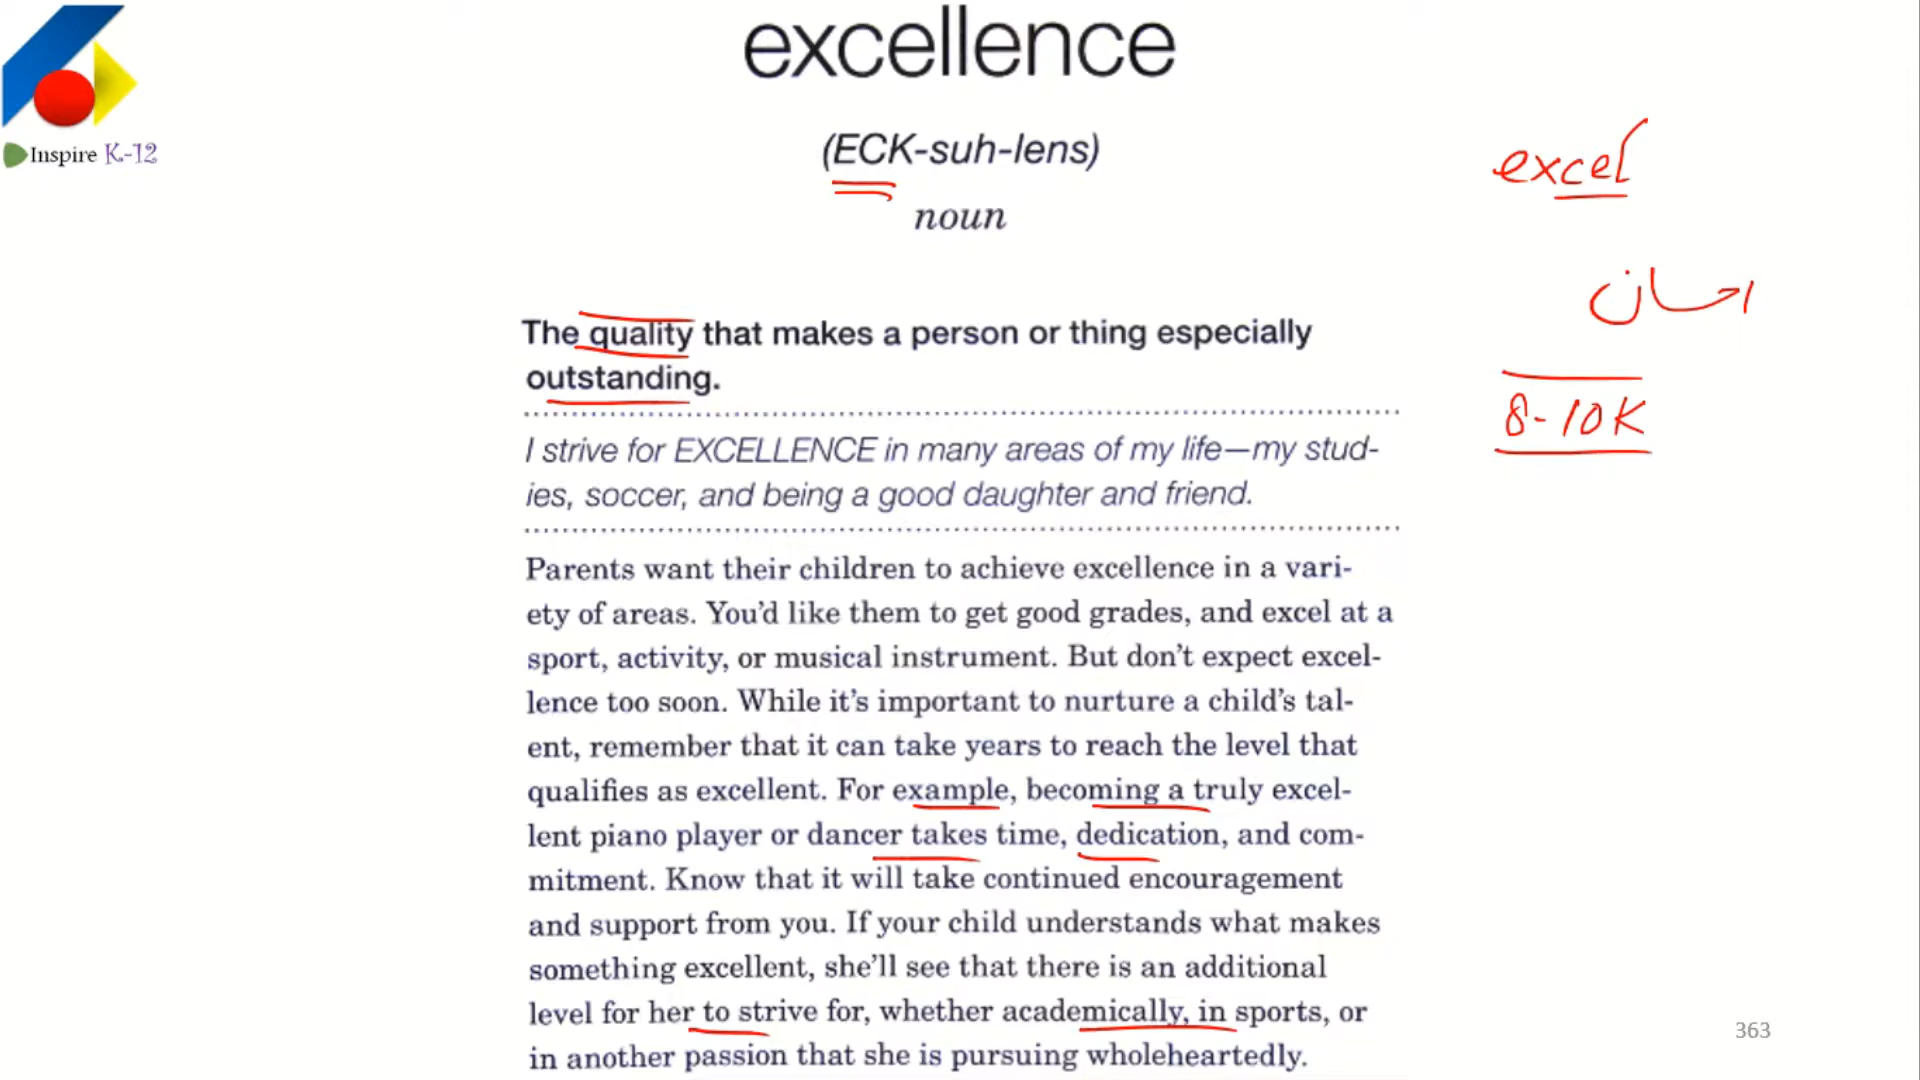 excellence
Inspire K-12
(ECK-suh-lens)
noun
excel
احسان
8-10K
The quality that makes a person or thing especially
outstanding.
I strive for EXCELLENCE in many areas of my life—my stud-
ies, soccer, and being a good daughter and friend.
Parents want their children to achieve excellence in a vari-
ety of areas. You’d like them to get good grades, and excel at a
sport, activity, or musical instrument. But don’t expect excel-
lence too soon. While it’s important to nurture a child’s tal-
ent, remember that it can take years to reach the level that
qualifies as excellent. For example, becoming a truly excel-
lent piano player or dancer takes time, dedication, and com-
mitment. Know that it will take continued encouragement
and support from you. If your child understands what makes
something excellent, she’ll see that there is an additional
level for her to strive for, whether academically, in sports, or
in another passion that she is pursuing wholeheartedly.
363